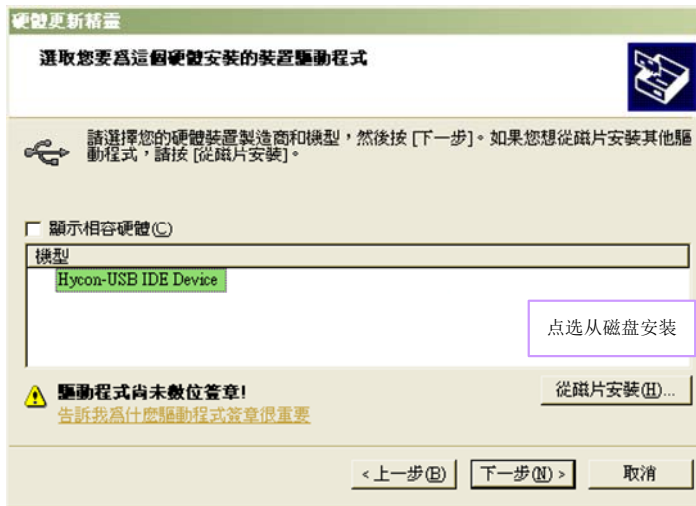 硬體更新精靈
選取您要為這個硬體安裝的裝置驅動程式
請選擇您的硬體裝置製造商和機型，然後按 [下一步]。如果您想從磁片安裝其他驅
動程式，請按 [從磁片安裝]。
顯示相容硬體(C)
機型
Hycon-USB IDE Device
点选从磁盘安装
驅動程式尚未數位簽章!
告訴我為什麼驅動程式簽章很重要
從磁片安裝(H)...
< 上一步(B)
下一步(N) >
取消